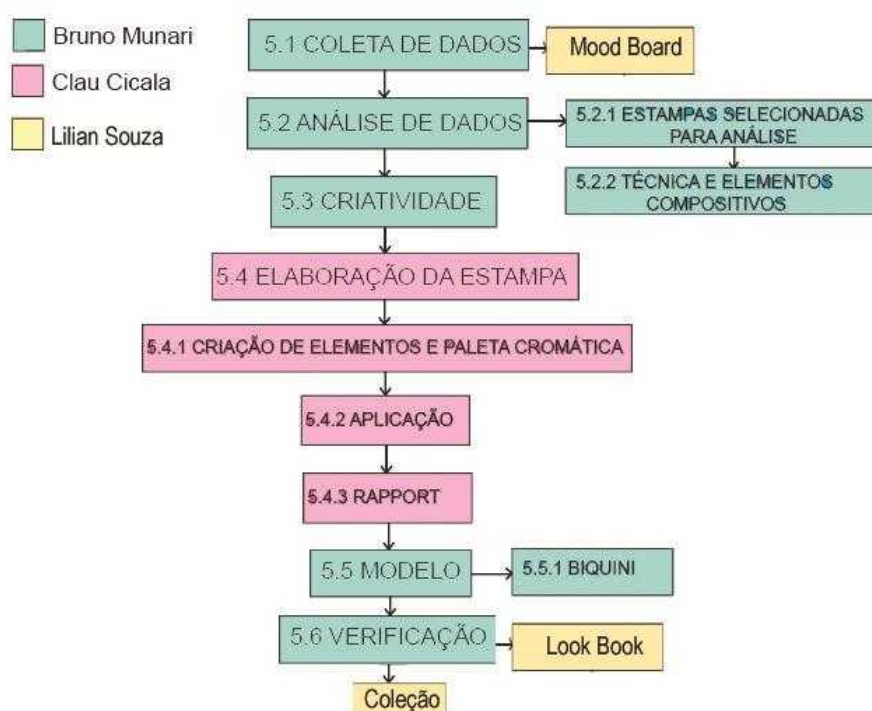 Bruno Munari
Clau Cicala
Lilian Souza
5.1 COLETA DE DADOS
Mood Board
5.2 ANÁLISE DE DADOS
5.2.1 ESTAMPAS SELECIONADAS
PARA ANÁLISE
5.2.2 TÉCNICA E ELEMENTOS
COMPOSITIVOS
5.3 CRIATIVIDADE
5.4 ELABORAÇÃO DA ESTAMPA
5.4.1 CRIAÇÃO DE ELEMENTOS E PALETA CROMÁTICA
5.4.2 APLICAÇÃO
5.4.3 RAPPORT
5.5 MODELO
5.5.1 BIQUINI
5.6 VERIFICAÇÃO
Look Book
Coleção